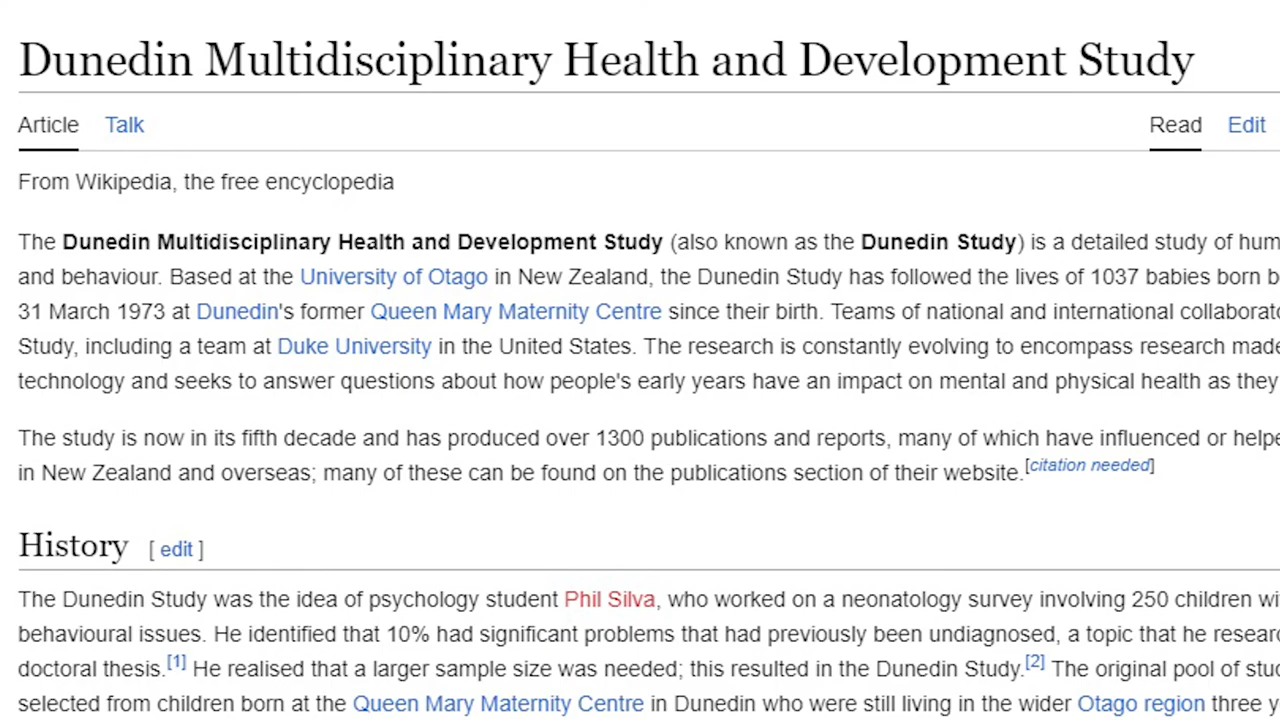 Dunedin Multidisciplinary Health and Development Study
Article Talk Read Edit
From Wikipedia, the free encyclopedia
The Dunedin Multidisciplinary Health and Development Study (also known as the Dunedin Study) is a detailed study of hum
and behaviour. Based at the University of Otago in New Zealand, the Dunedin Study has followed the lives of 1037 babies born b
31 March 1973 at Dunedin's former Queen Mary Maternity Centre since their birth. Teams of national and international collaborato
Study, including a team at Duke University in the United States. The research is constantly evolving to encompass research made
technology and seeks to answer questions about how people's early years have an impact on mental and physical health as they
The study is now in its fifth decade and has produced over 1300 publications and reports, many of which have influenced or helpe
in New Zealand and overseas; many of these can be found on the publications section of their website.[citation needed]
History [ edit ]
The Dunedin Study was the idea of psychology student Phil Silva, who worked on a neonatology survey involving 250 children wi
behavioural issues. He identified that 10% had significant problems that had previously been undiagnosed, a topic that he resear
doctoral thesis.[1] He realised that a larger sample size was needed; this resulted in the Dunedin Study.[2] The original pool of stud
selected from children born at the Queen Mary Maternity Centre in Dunedin who were still living in the wider Otago region three y